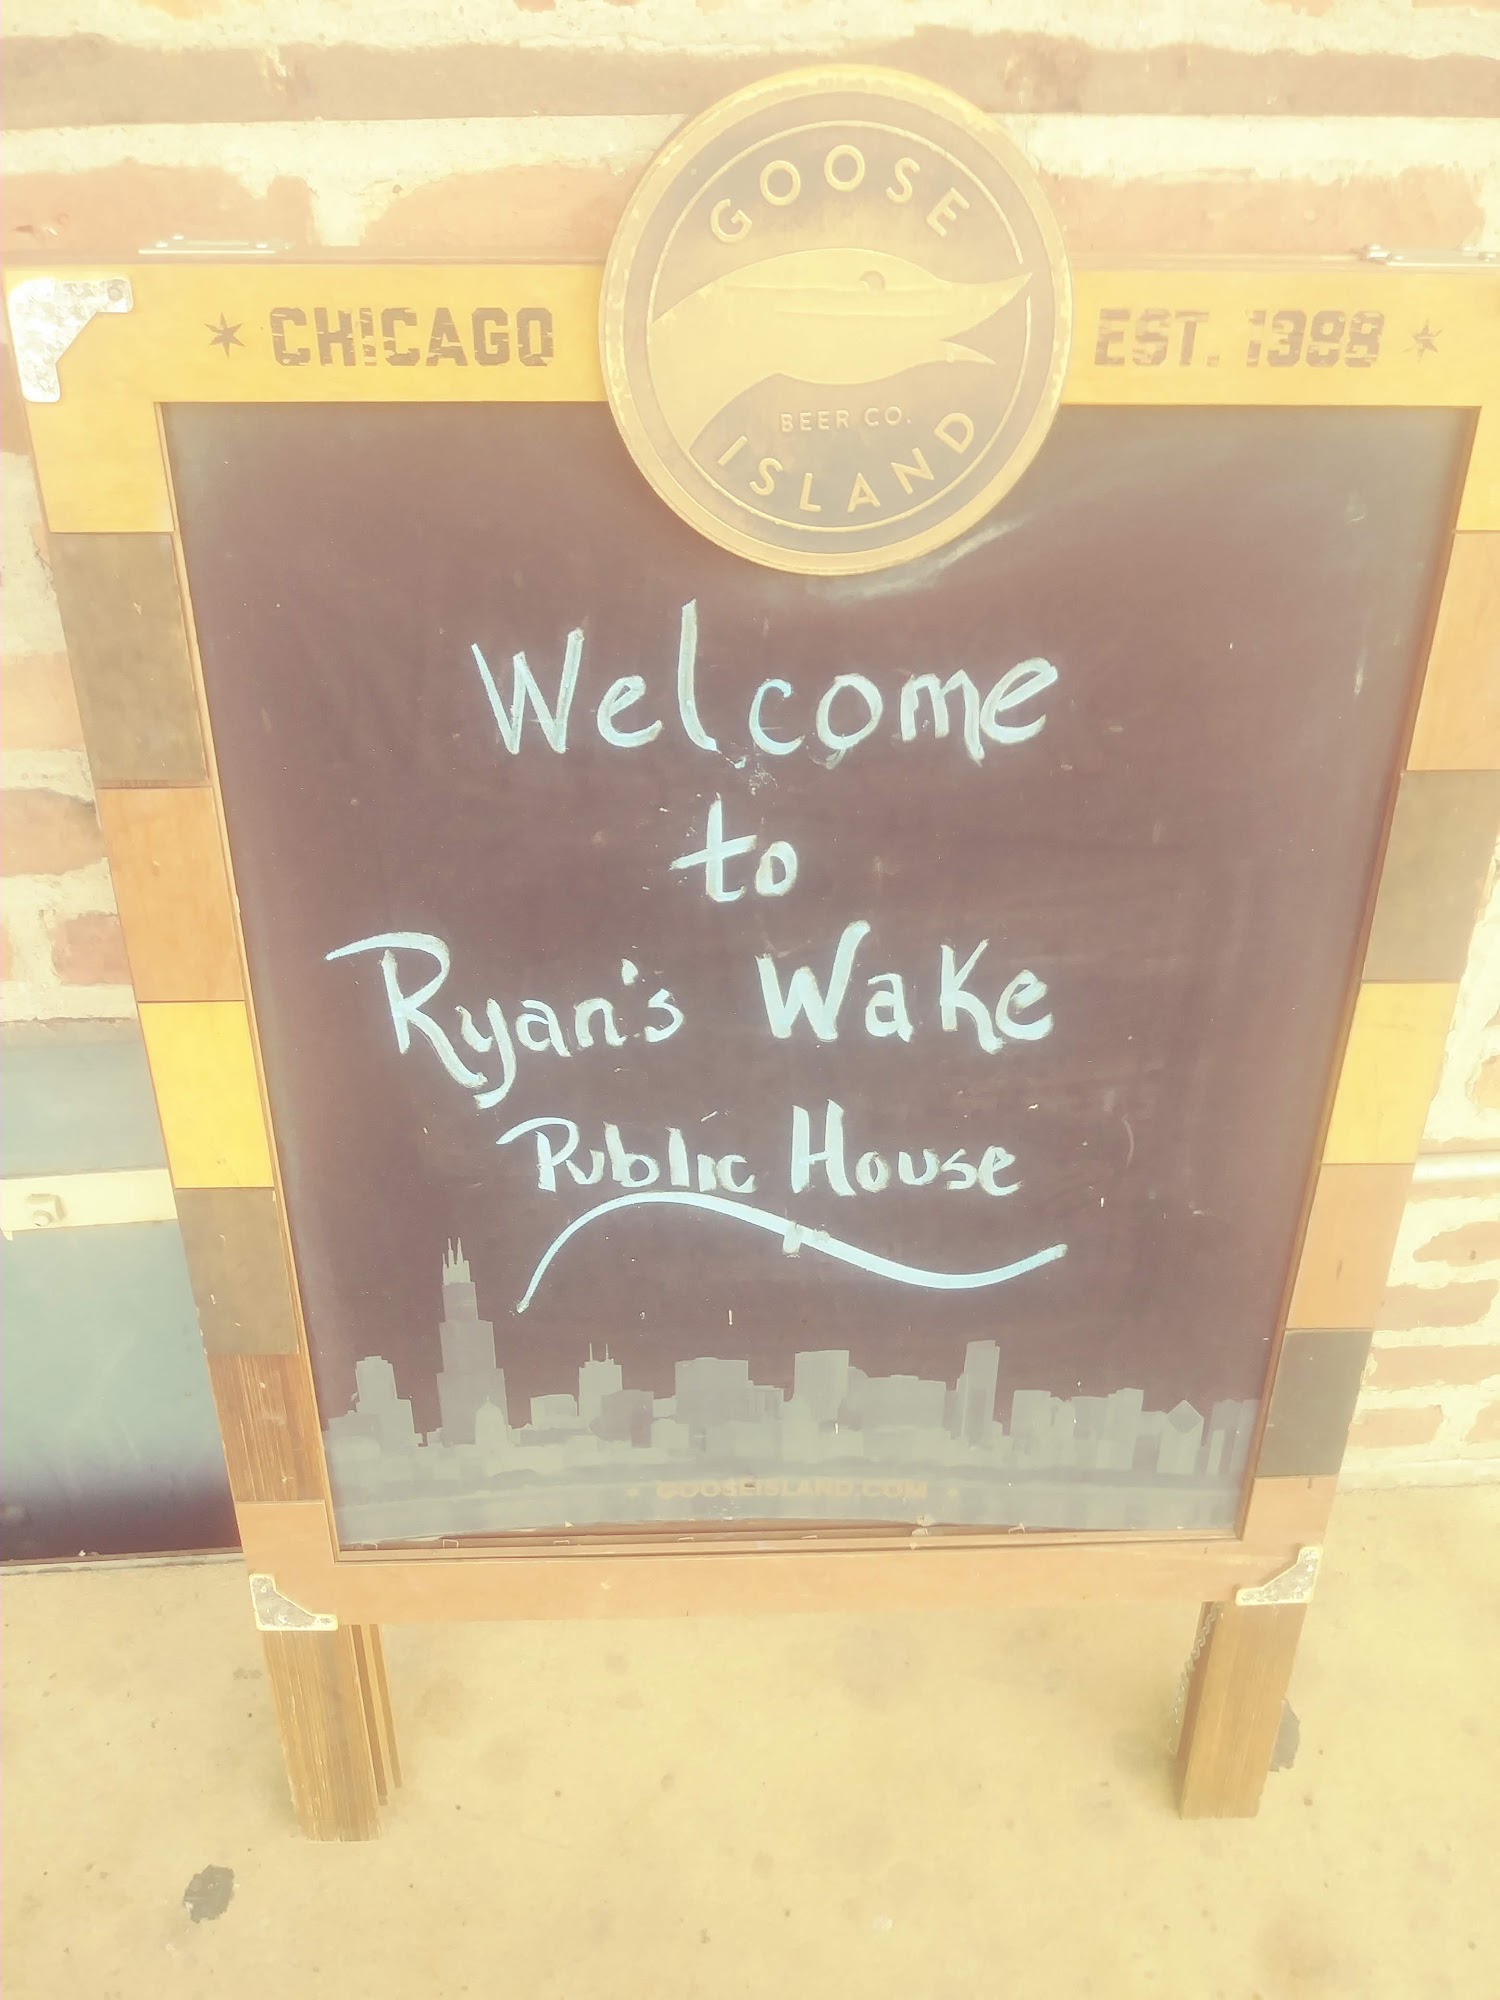 GOOSE
CHICAGO
EST. 1988
BEER CO.
ISLAND
Welcome
to
Ryan's Wake
Public House
GOOSEISLAND.COM